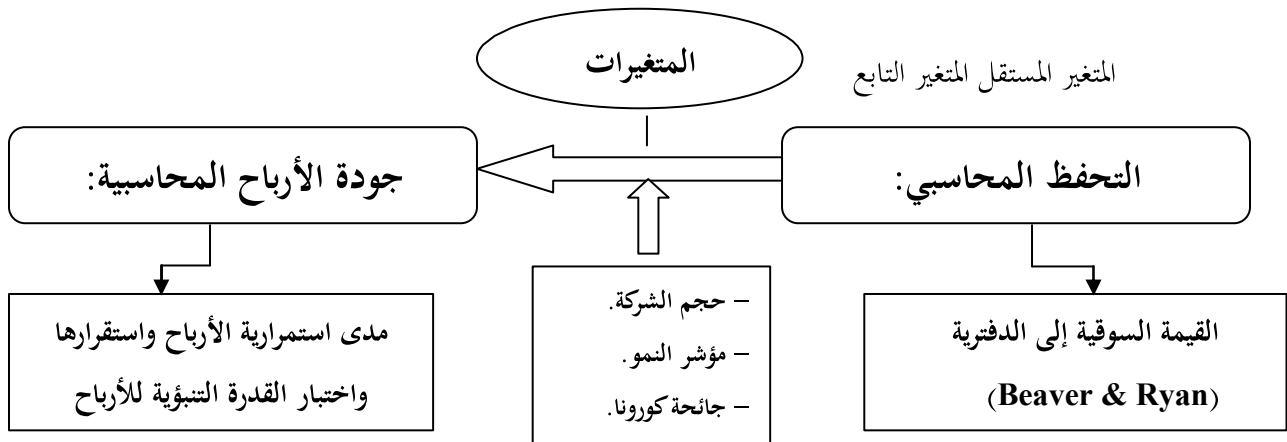 المتغيرات
المتغير المستقل المتغير التابع
التحفظ المحاسبي:
جودة الأرباح المحاسبية:
القيمة السوقية إلى الدفترية
(Beaver & Ryan)
– حجم الشركة.
– مؤشر النمو.
– جائحة كورونا.
مدى استمرارية الأرباح واستقرارها
واختبار القدرة التنبؤية للأرباح